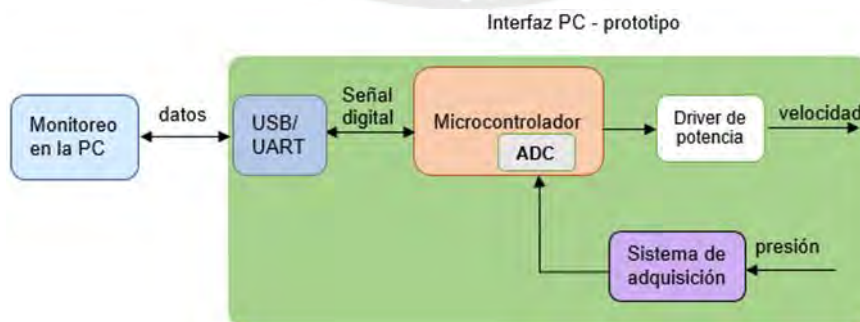 Interfaz PC - prototipo
Monitoreo
en la PC
datos
USB/
UART
Señal
digital
Microcontrolador
ADC
Driver de
potencia
velocidad
Sistema de
adquisición
presión